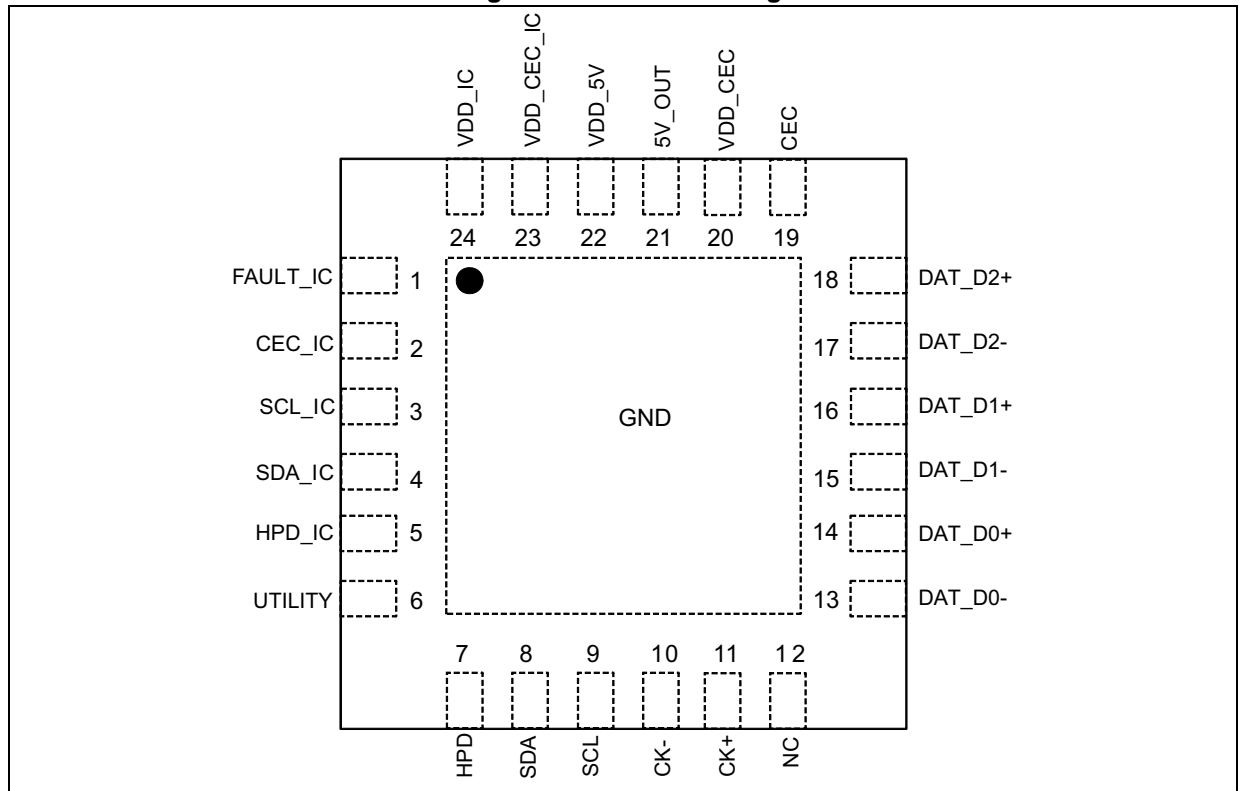 VDD_IC
VDD_CEC_IC
VDD_5V
5V_OUT
VDD_CEC
CEC
24 23 22 21 20 19
FAULT_IC 1 18 DAT_D2+
CEC_IC 2 17 DAT_D2-
SCL_IC 3 16 DAT_D1+
GND
SDA_IC 4 15 DAT_D1-
HPD_IC 5 14 DAT_D0+
UTILITY 6 13 DAT_D0-
7 8 9 10 11 12
HPD
SDA
SCL
CK-
CK+
NC